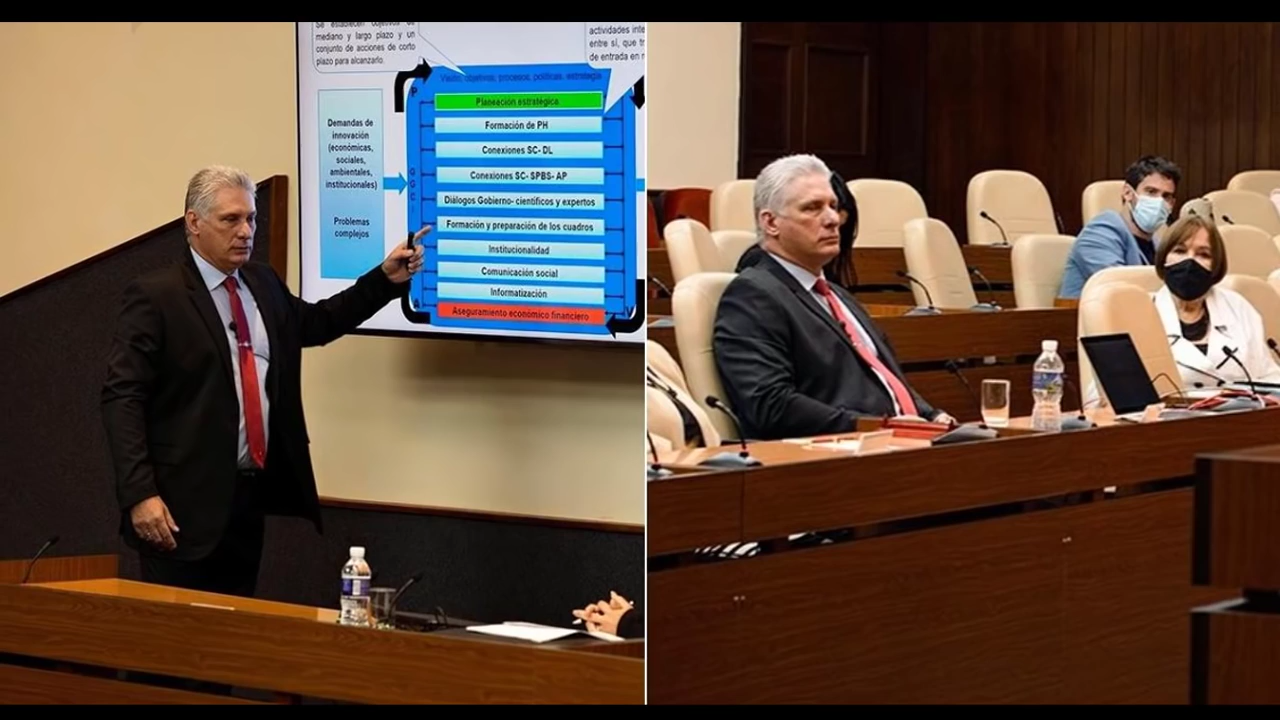 Se establecen objetivos de
mediano y largo plazo y un
conjunto de acciones de corto
plazo para alcanzarlo.
actividades
entre sí, que
de entrada en
Visión, objetivos, procesos, políticas, estrategia
Planeación estratégica
Formación de PH
Conexiones SC- DL
Conexiones SC- SPBS- AP
Diálogos Gobierno- científicos y expertos
Formación y preparación de los cuadros
Institucionalidad
Comunicación social
Informatización
Aseguramiento económico financiero
Demandas de
innovación
(económicas,
sociales,
ambientales,
institucionales)
Problemas
complejos
P
G
G
C
I
A
V